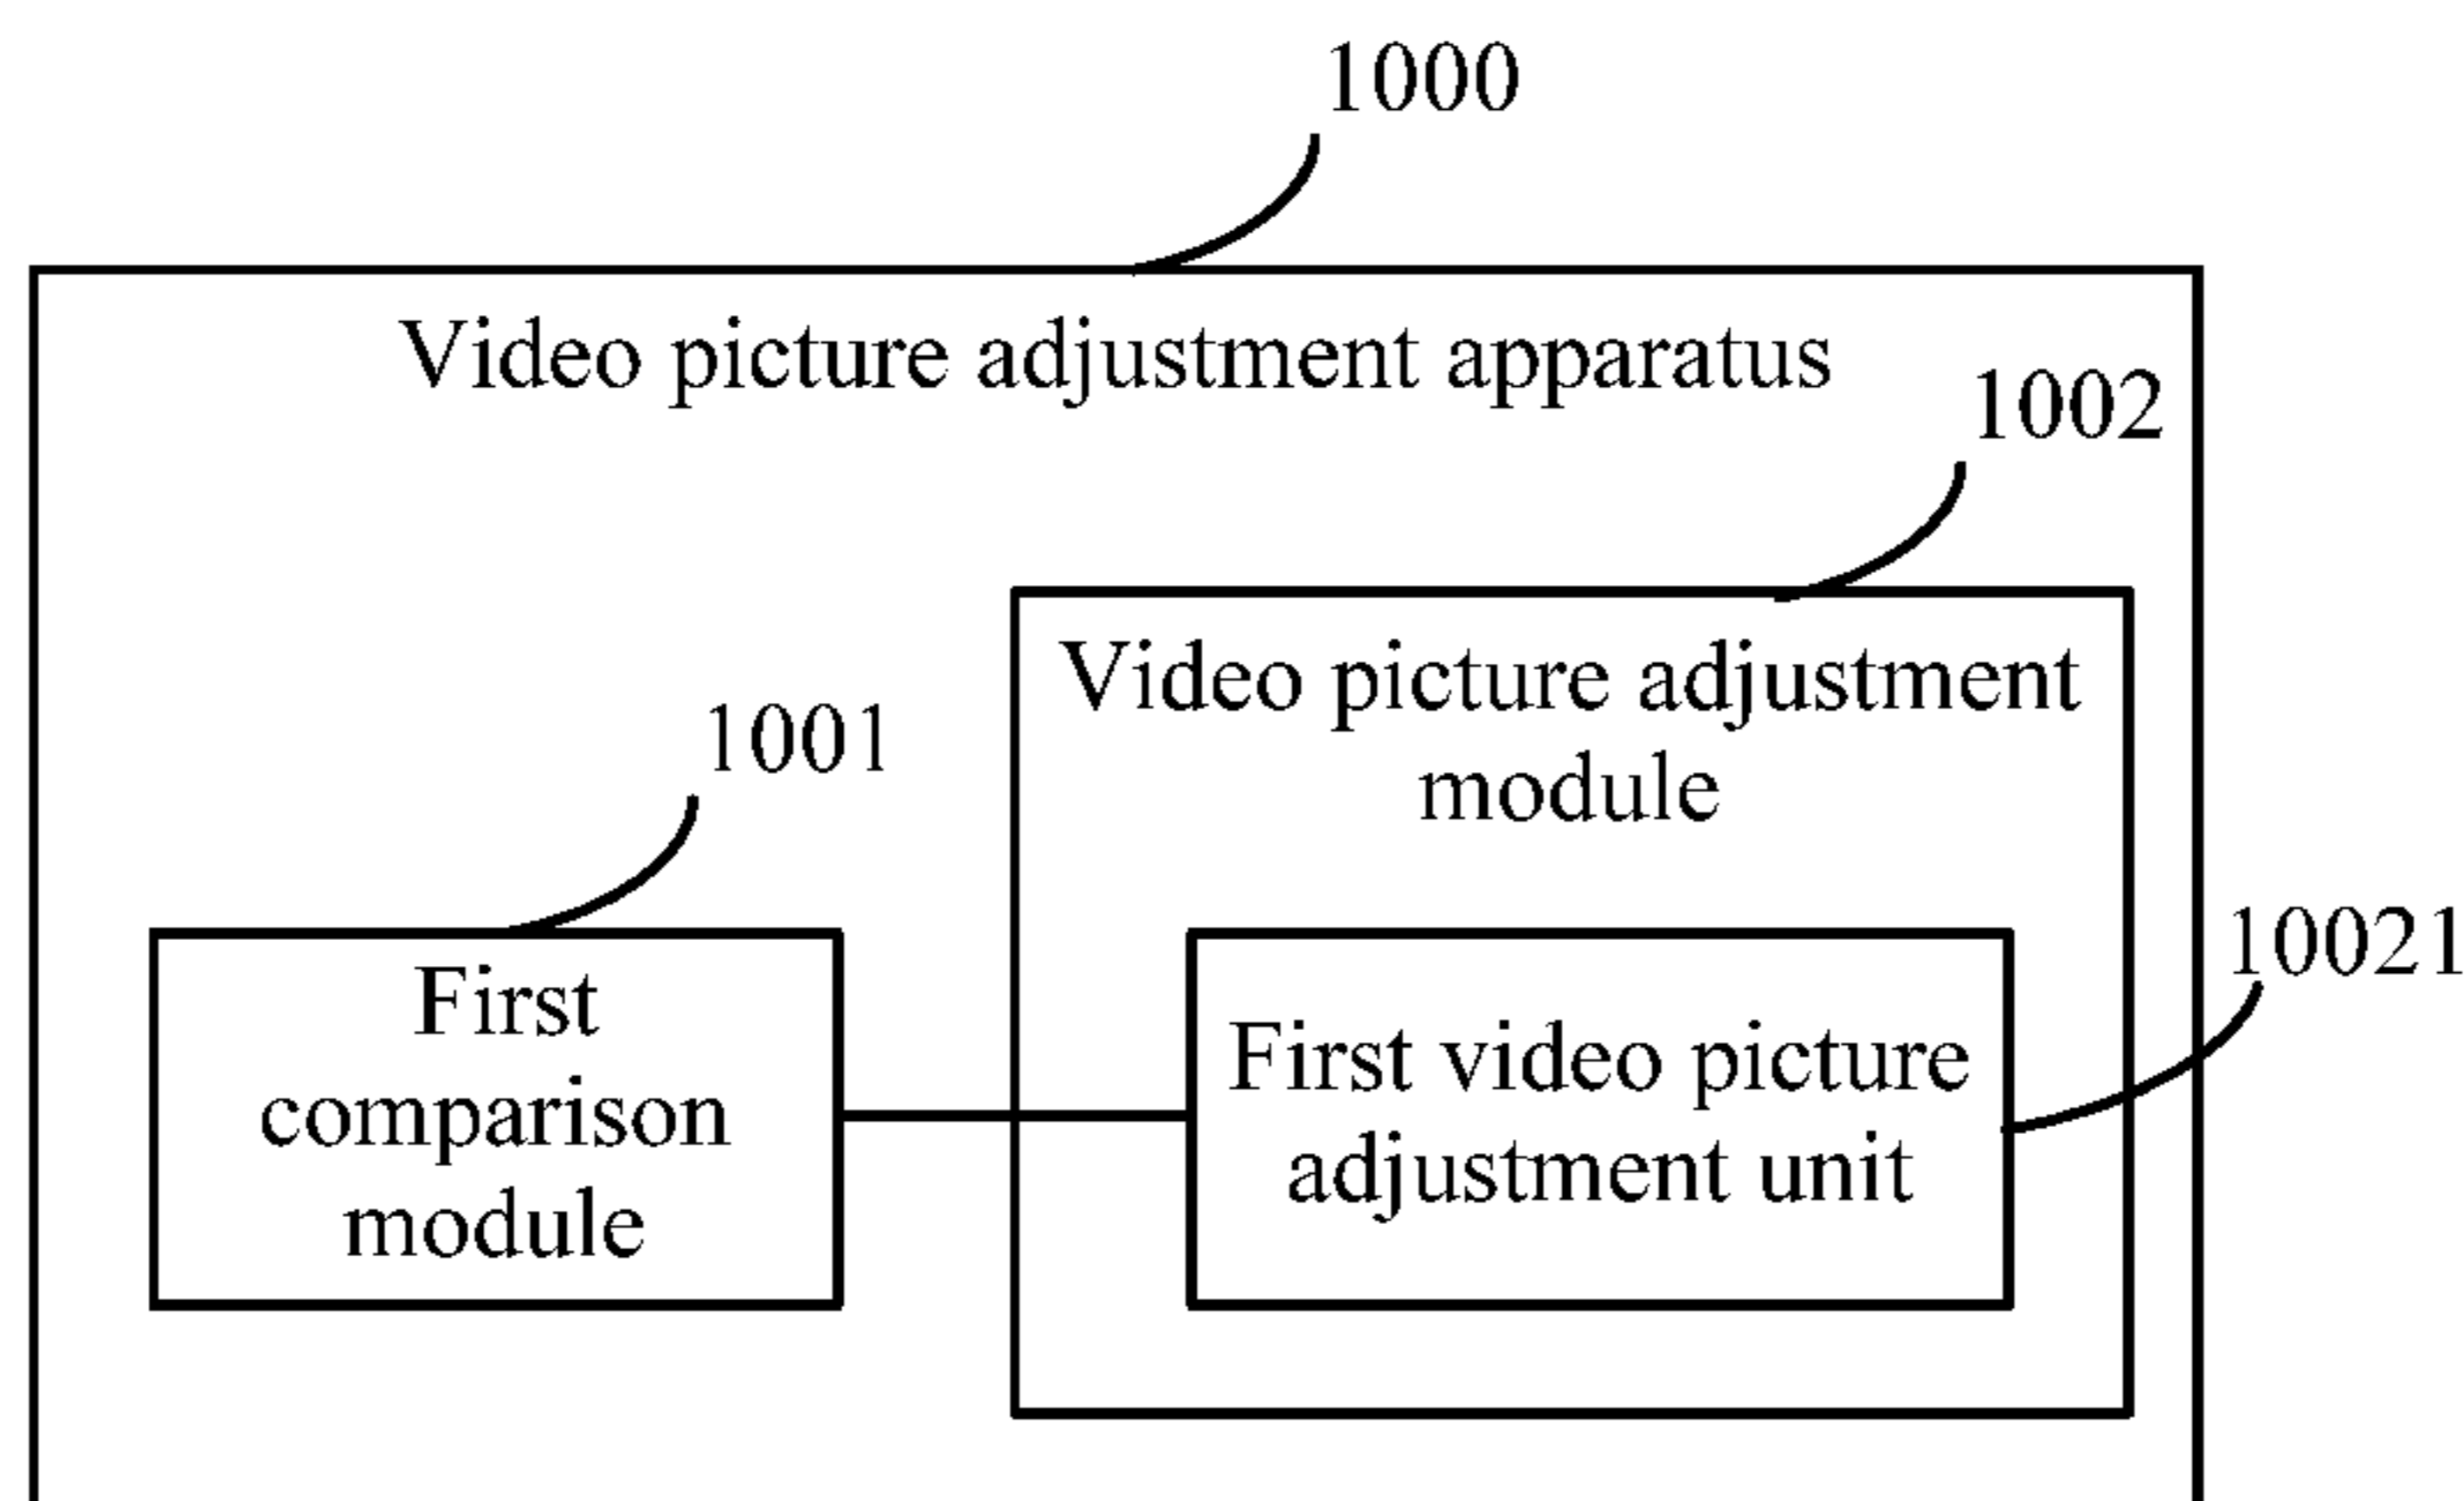 1000
Video picture adjustment apparatus
1002
Video picture adjustment
module
1001
10021
First
comparison
module
First video picture
adjustment unit